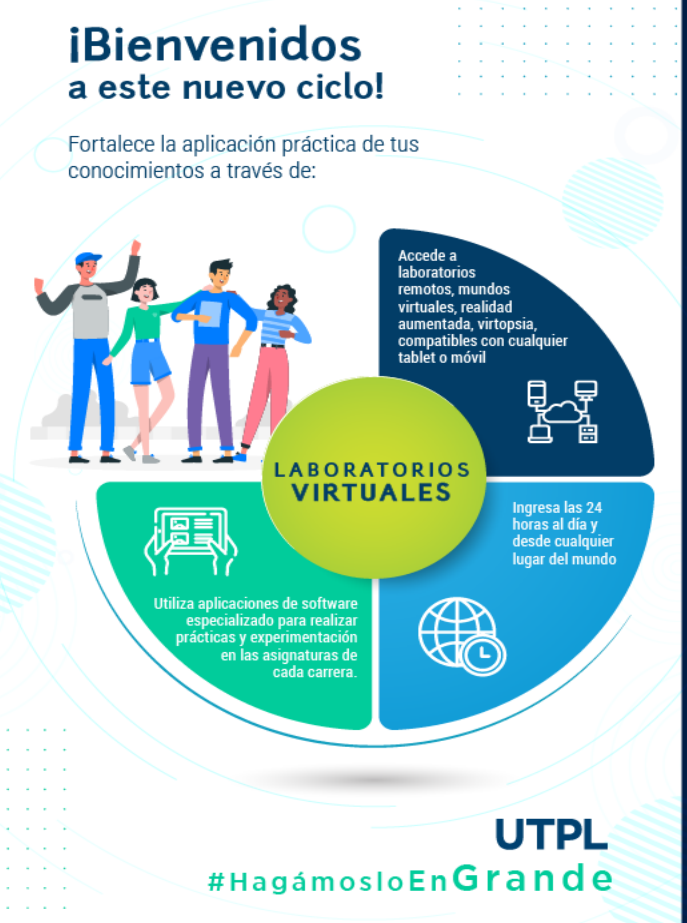 ¡Bienvenidos
a este nuevo ciclo!
Fortalece la aplicación práctica de tus
conocimientos a través de:
Accede a
laboratorios
remotos, mundos
virtuales, realidad
aumentada, virtopsia,
compatibles con cualquier
tablet o móvil
LABORATORIOS
VIRTUALES
Ingresa las 24
horas al día y
desde cualquier
lugar del mundo
Utiliza aplicaciones de software
especializado para realizar
prácticas y experimentación
en las asignaturas de
cada carrera.
UTPL
#HagámosloEnGrande